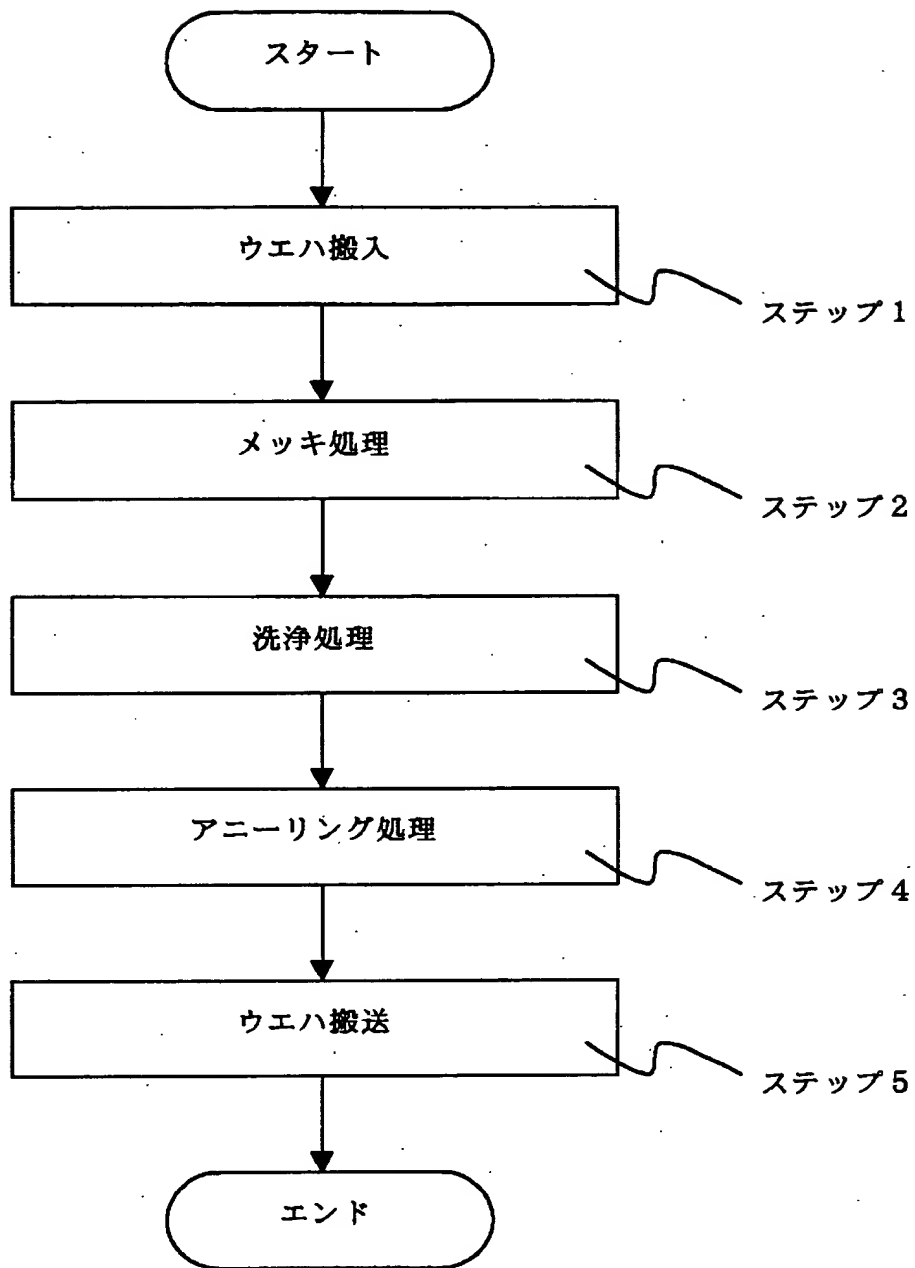 スタート
ウエハ搬入
ステップ1
メッキ処理
ステップ2
洗浄処理
ステップ3
アニーリング処理
ステップ4
ウエハ搬送
ステップ5
エンド